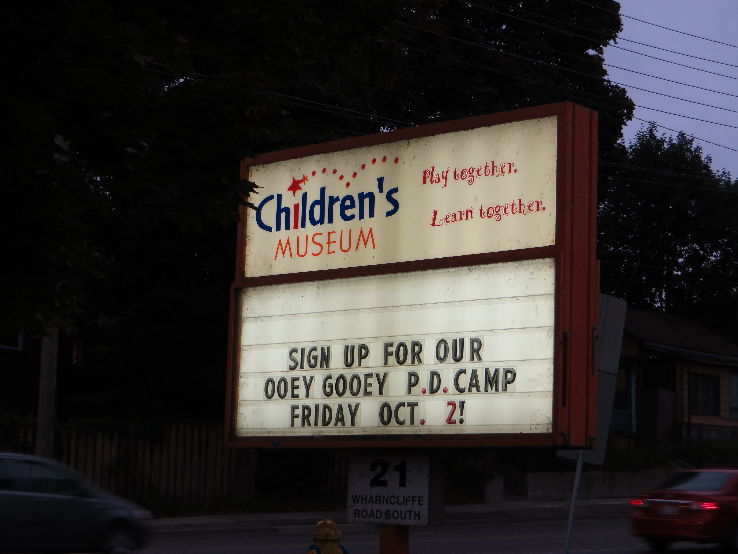 Children's
MUSEUM
Play together.
Learn together.
SIGN UP FOR OUR
OOEY GOOEY P.D. CAMP
FRIDAY OCT. 2!
21
WHARNCLIFFE
ROAD SOUTH